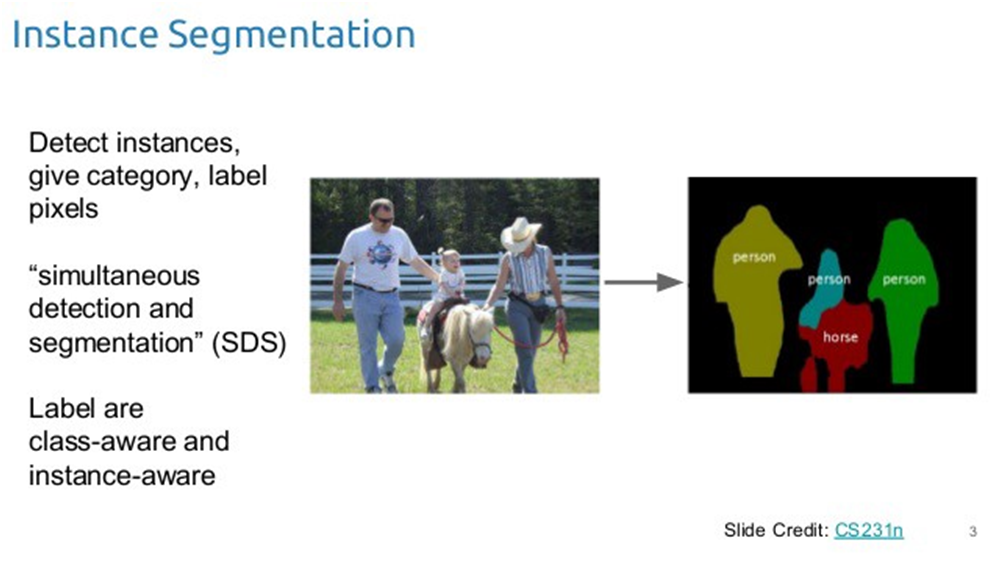 Instance Segmentation
Detect instances,
give category, label
pixels
“simultaneous
detection and
segmentation” (SDS)
Label are
class-aware and
instance-aware
person
person
person
horse
Slide Credit: CS231n
3